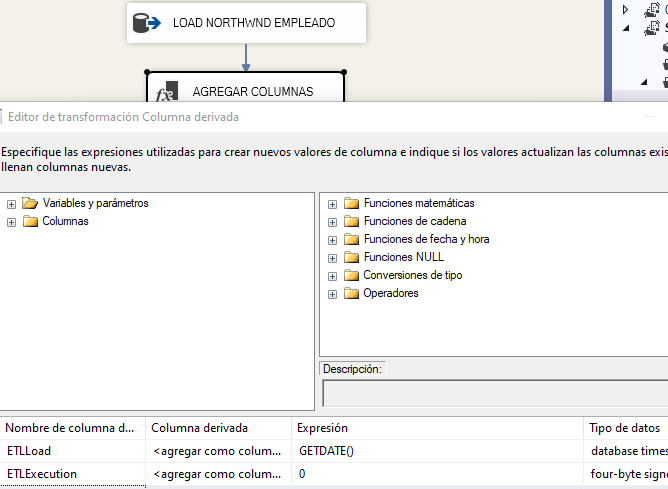 LOAD NORTHWND EMPLEADO
fx AGREGAR COLUMNAS
Editor de transformación Columna derivada
Especifique las expresiones utilizadas para crear nuevos valores de columna e indique si los valores actualizan las columnas exis
llenan columnas nuevas.
Variables y parámetros
Columnas
Funciones matemáticas
Funciones de cadena
Funciones de fecha y hora
Funciones NULL
Conversiones de tipo
Operadores
Descripción:
Nombre de columna d... Columna derivada Expresión Tipo de datos
ETLLoad <agregar como colum... GETDATE() database times
ETLExecution <agregar como colum... 0 four-byte signe